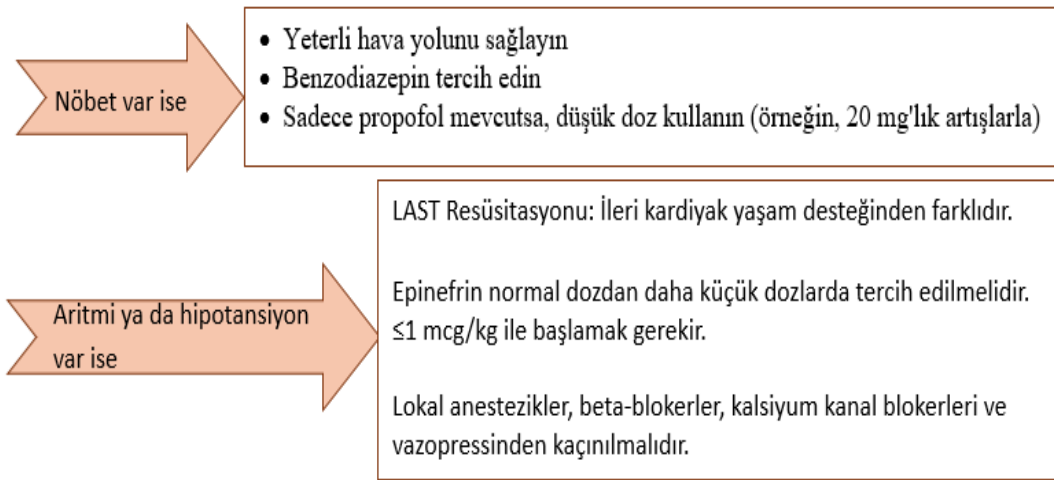 Nöbet var ise
• Yeterli hava yolunu sağlayın
• Benzodiazepin tercih edin
• Sadece propofol mevcutsa, düşük doz kullanın (örneğin, 20 mg'lık artışlarla)
Aritmi ya da hipotansiyon
var ise
LAST Resüsitasyonu: İleri kardiyak yaşam desteğinden farklıdır.
Epinefrin normal dozdan daha küçük dozlarda tercih edilmelidir.
≤1 mcg/kg ile başlamak gerekir.
Lokal anestezikler, beta-blokerler, kalsiyum kanal blokerleri ve
vazopressinden kaçınılmalıdır.